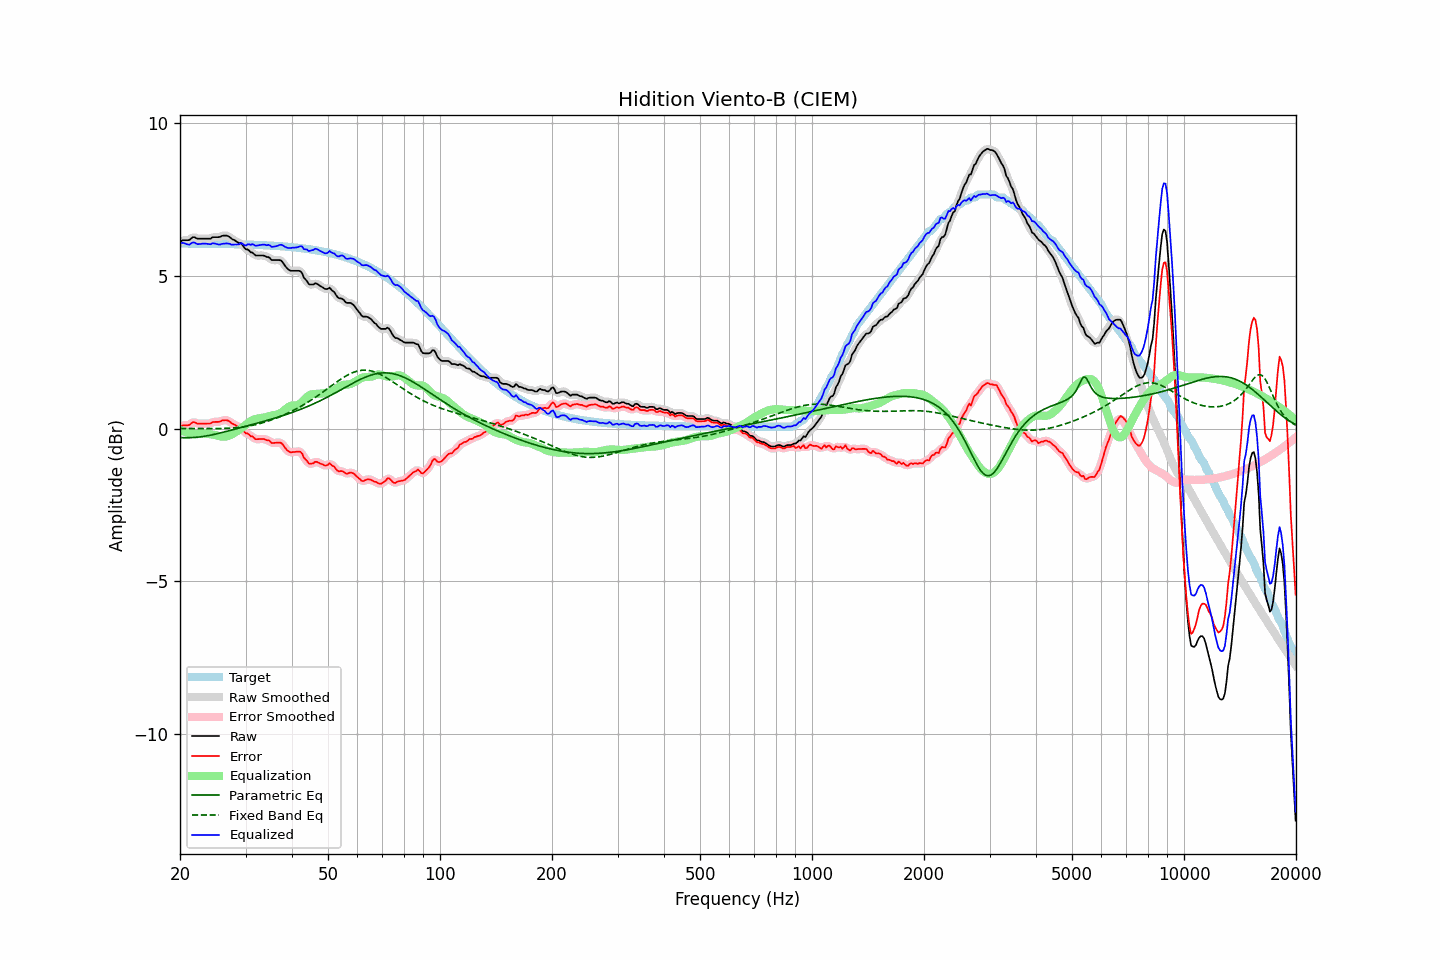 Hidition Viento-B (CIEM)
10
5
0
−5
−10
Amplitude (dBr)
Target
Raw Smoothed
Error Smoothed
Raw
Error
Equalization
Parametric Eq
Fixed Band Eq
Equalized
20 50 100 200 500 1000 2000 5000 10000 20000
Frequency (Hz)